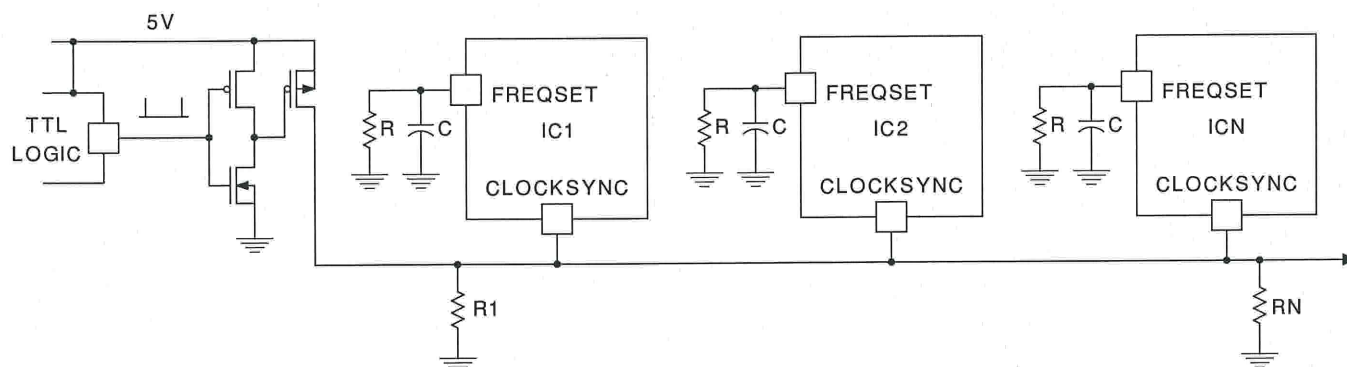 5V
TTL
LOGIC
R
C
FREQSET
IC1
CLOCKSYNC
R
C
FREQSET
IC2
CLOCKSYNC
R
C
FREQSET
ICN
CLOCKSYNC
R1
RN